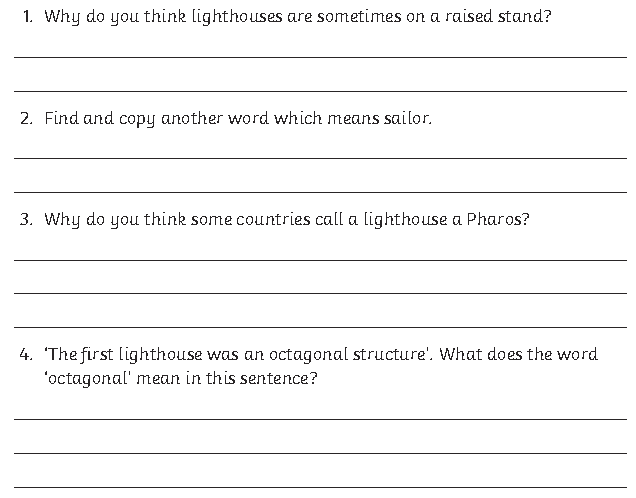 1. Why do you think lighthouses are sometimes on a raised stand?
2. Find and copy another word which means sailor.
3. Why do you think some countries call a lighthouse a Pharos?
4. ‘The first lighthouse was an octagonal structure’. What does the word
‘octagonal’ mean in this sentence?